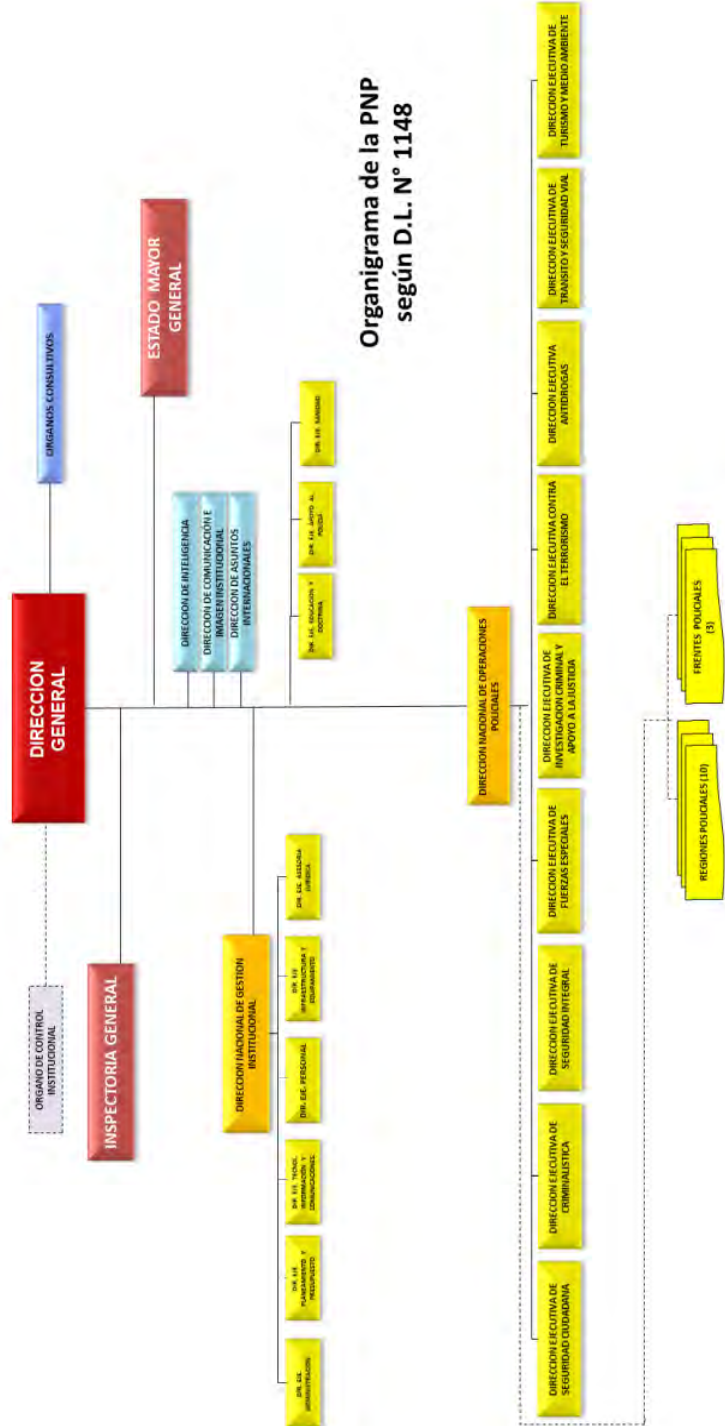 Organigrama de la PNP
según D.L. N° 1148
DIRECCION
GENERAL
ORGANO DE CONTROL
INSTITUCIONAL
ORGANOS CONSULTIVOS
INSPECTORIA GENERAL
ESTADO MAYOR
GENERAL
DIRECCION DE INTELIGENCIA
DIRECCION DE COMUNICACIÓN E
IMAGEN INSTITUCIONAL
DIRECCION DE ASUNTOS
INTERNACIONALES
DIRECCION NACIONAL DE GESTION
INSTITUCIONAL
DIR. EJE.
ADMINISTRACION
DIR. EJE.
PLANEAMIENTO Y
PRESUPUESTO
DIR. EJE. TECNOL.
INFORMACIÓN Y
COMUNICACIONES
DIR. EJE. PERSONAL
DIR. EJE.
INFRAESTRUCTURA Y
EQUIPAMIENTO
DIR. EJE. ASESORIA
JURIDICA
DIR. EJE. EDUCACION Y
DOCTRINA
DIR. EJE. APOYO AL
POLICIA
DIR. EJE. SANIDAD
DIRECCION NACIONAL DE OPERACIONES
POLICIALES
DIRECCION EJECUTIVA DE
SEGURIDAD CIUDADANA
DIRECCION EJECUTIVA DE
CRIMINALISTICA
DIRECCION EJECUTIVA DE
SEGURIDAD INTEGRAL
DIRECCION EJECUTIVA DE
FUERZAS ESPECIALES
DIRECCION EJECUTIVA DE
INVESTIGACION CRIMINAL Y
APOYO A LA JUSTICIA
DIRECCION EJECUTIVA CONTRA
EL TERRORISMO
DIRECCION EJECUTIVA
ANTIDROGAS
DIRECCION EJECUTIVA DE
TRANSITO Y SEGURIDAD VIAL
DIRECCION EJECUTIVA DE
TURISMO Y MEDIO AMBIENTE
REGIONES POLICIALES (10)
FRENTES POLICIALES
(3)